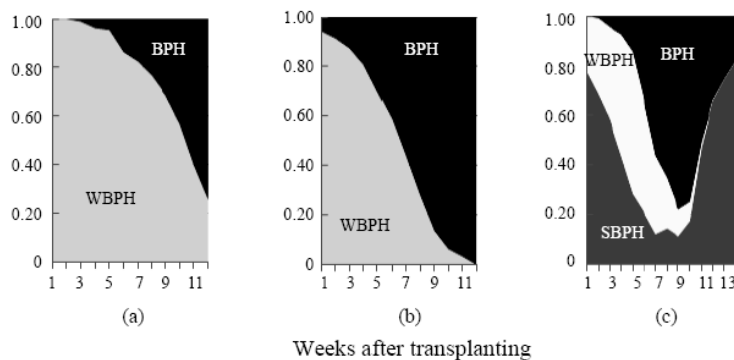 1.00
0.80
0.60
0.40
0.20
0
BPH
WBPH
1 3 5 7 9 11
(a)
1.00
0.80
0.60
0.40
0.20
0
BPH
WBPH
1 3 5 7 9 11
(b)
1.00
0.80
0.60
0.40
0.20
0
WBPH
BPH
SBPH
1 3 5 7 9 11 13
(c)
Weeks after transplanting